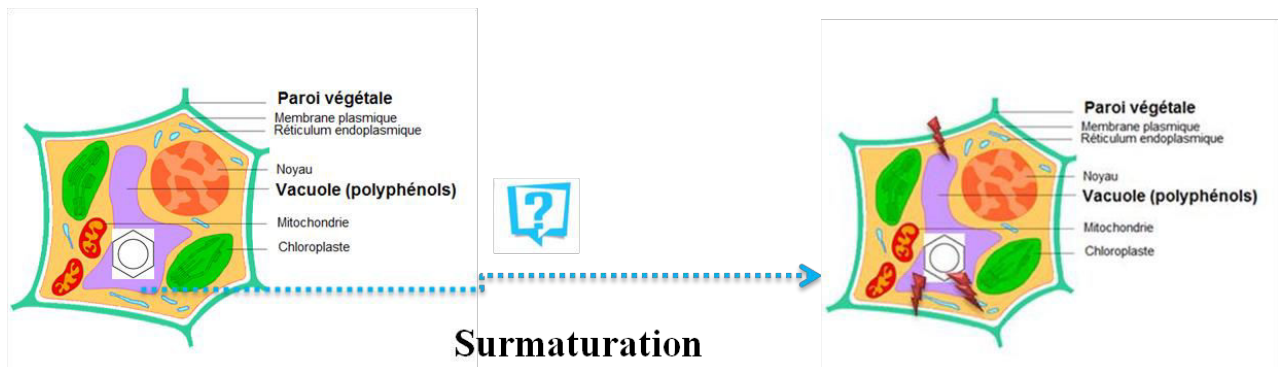 Paroi végétale
Membrane plasmique
Réticulum endoplasmique
Noyau
Vacuole (polyphénols)
Mitochondrie
Chloroplaste
?
Surmaturation
Paroi végétale
Membrane plasmique
Réticulum endoplasmique
Noyau
Vacuole (polyphénols)
Mitochondrie
Chloroplaste